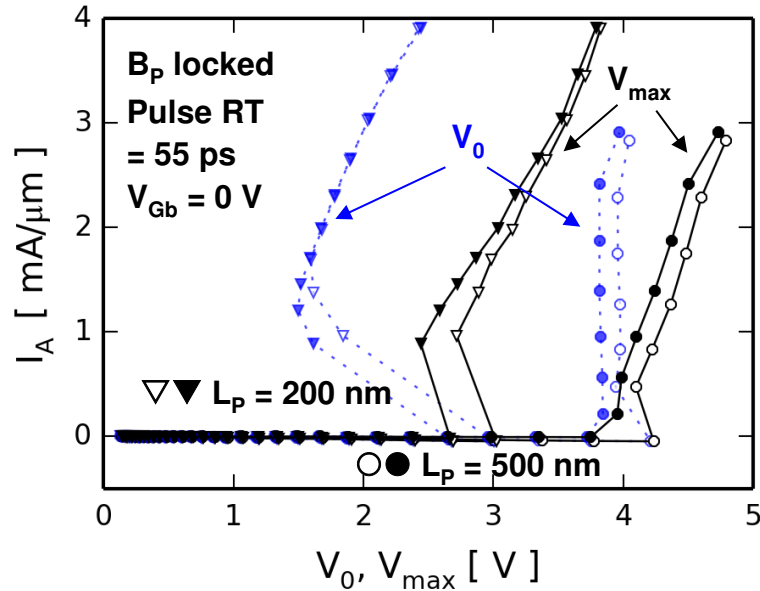 4
3
2
1
0
I_A [ mA/μm ]
B_P locked
Pulse RT
= 55 ps
V_Gb = 0 V
V_0
V_max
▽▼ L_P = 200 nm
○● L_P = 500 nm
0 1 2 3 4 5
V_0, V_max [ V ]